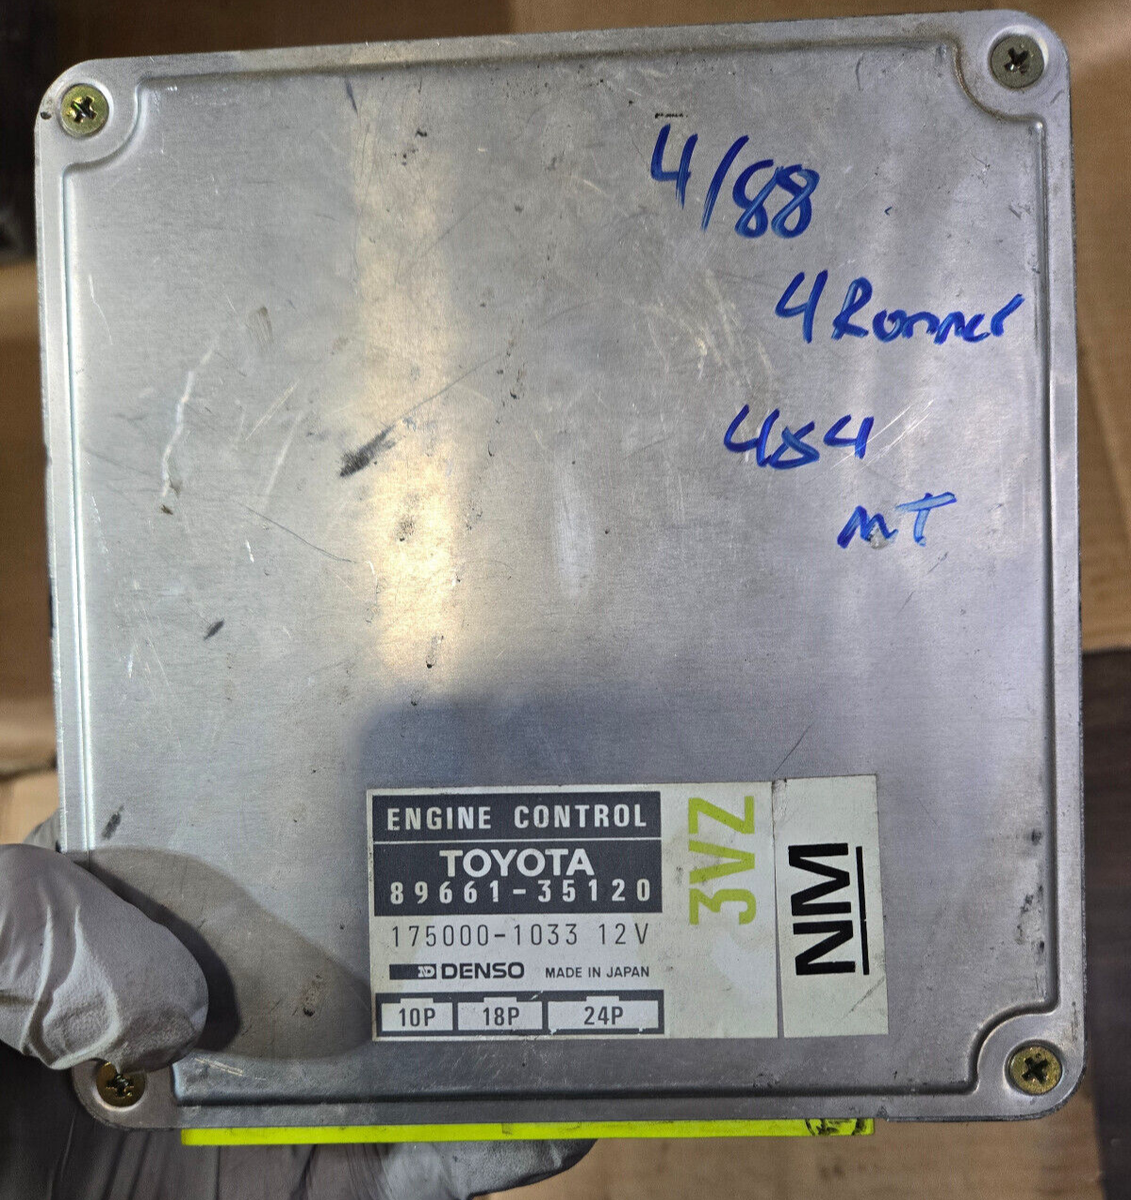 4/88
4Runner
4x4
MT
ENGINE CONTROL
TOYOTA
89661-35120
175000-1033 12V
ND DENSO MADE IN JAPAN
10P 18P 24P
3VZ
NM